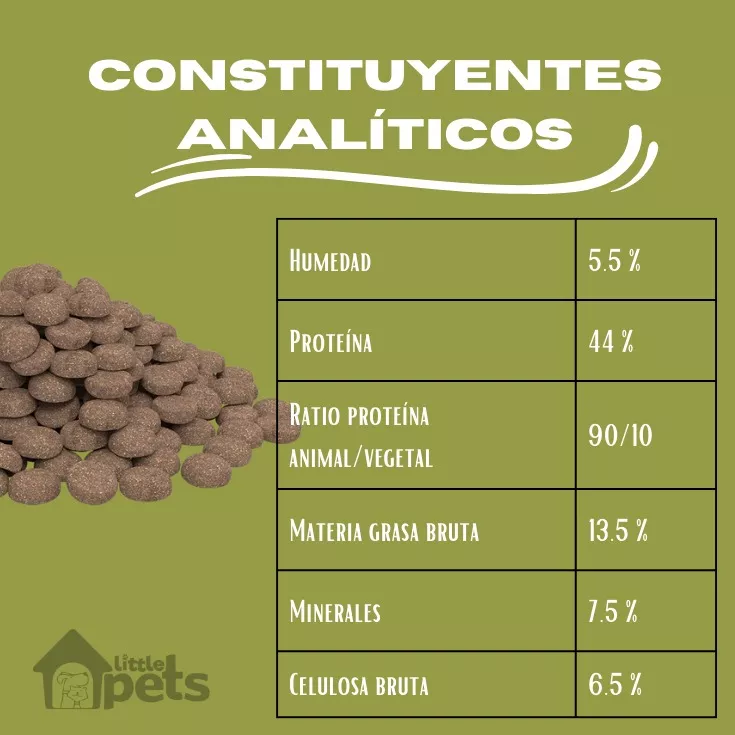 CONSTITUYENTES
ANALÍTICOS
HUMEDAD 5.5 %
PROTEÍNA 44 %
RATIO PROTEÍNA
ANIMAL/VEGETAL 90/10
MATERIA GRASA BRUTA 13.5 %
MINERALES 7.5 %
CELULOSA BRUTA 6.5 %
little
pets